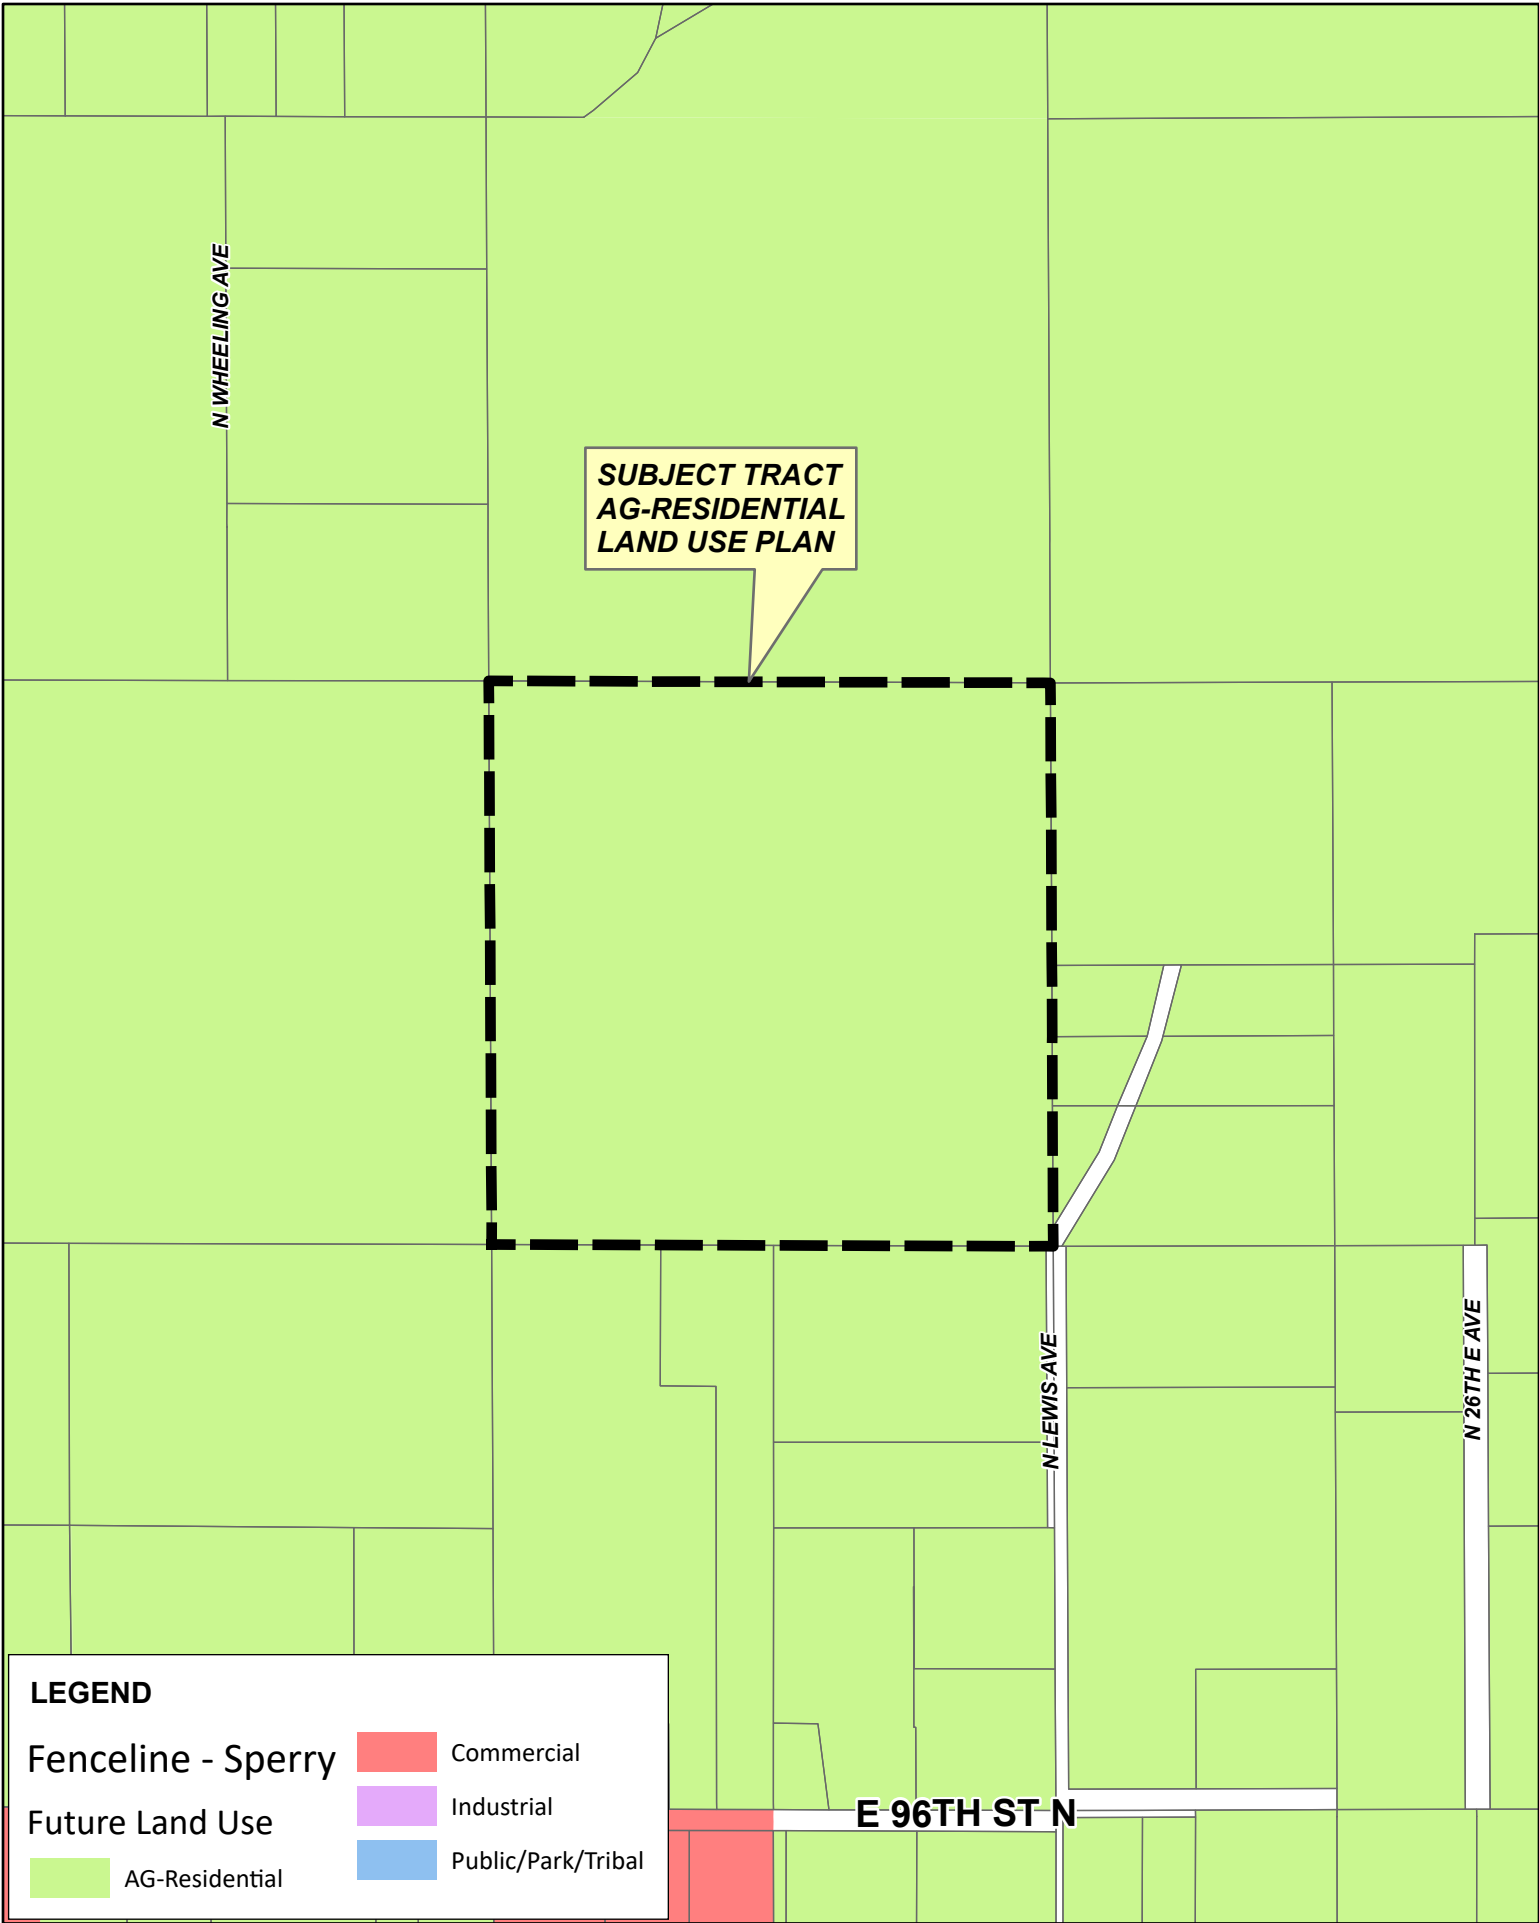 N WHEELING AVE
SUBJECT TRACT
AG-RESIDENTIAL
LAND USE PLAN
N LEWIS AVE
N 26TH E AVE
E 96TH ST N
LEGEND
Fenceline - Sperry
Future Land Use
AG-Residential
Commercial
Industrial
Public/Park/Tribal